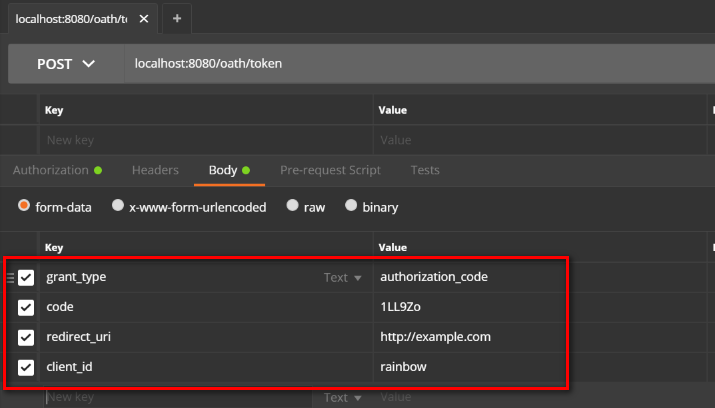 localhost:8080/oath/t ✕ +
POST localhost:8080/oath/token
Key Value
New key Value
Authorization Headers Body Pre-request Script Tests
form-data x-www-form-urlencoded raw binary
Key Value
grant_type Text authorization_code
code 1LL9Zo
redirect_uri http://example.com
client_id rainbow
New key Text Value